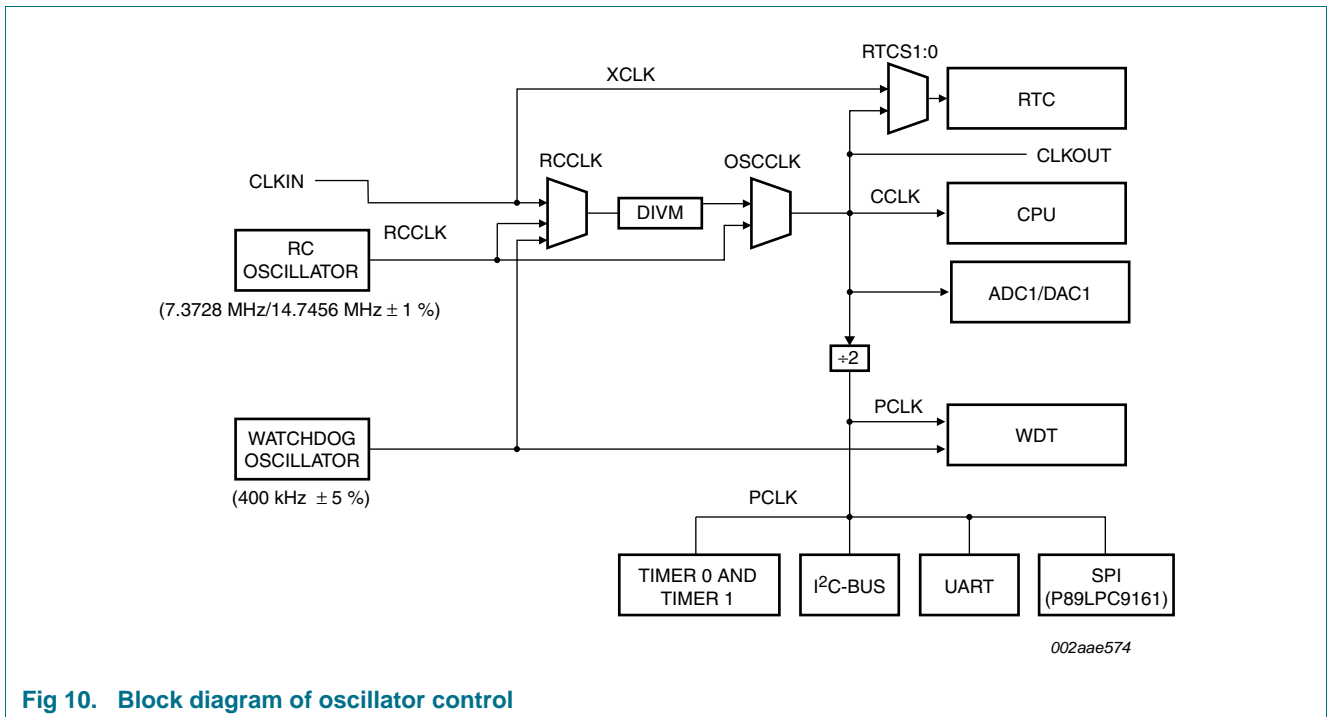 RTCS1:0
XCLK
RTC
RCCLK
OSCCLK
CLKOUT
CLKIN
CCLK
DIVM
CPU
RCCLK
RC
OSCILLATOR
(7.3728 MHz/14.7456 MHz ± 1 %)
ADC1/DAC1
÷2
PCLK
WDT
WATCHDOG
OSCILLATOR
(400 kHz ± 5 %)
PCLK
TIMER 0 AND
TIMER 1
I²C-BUS
UART
SPI
(P89LPC9161)
002aae574
Fig 10. Block diagram of oscillator control